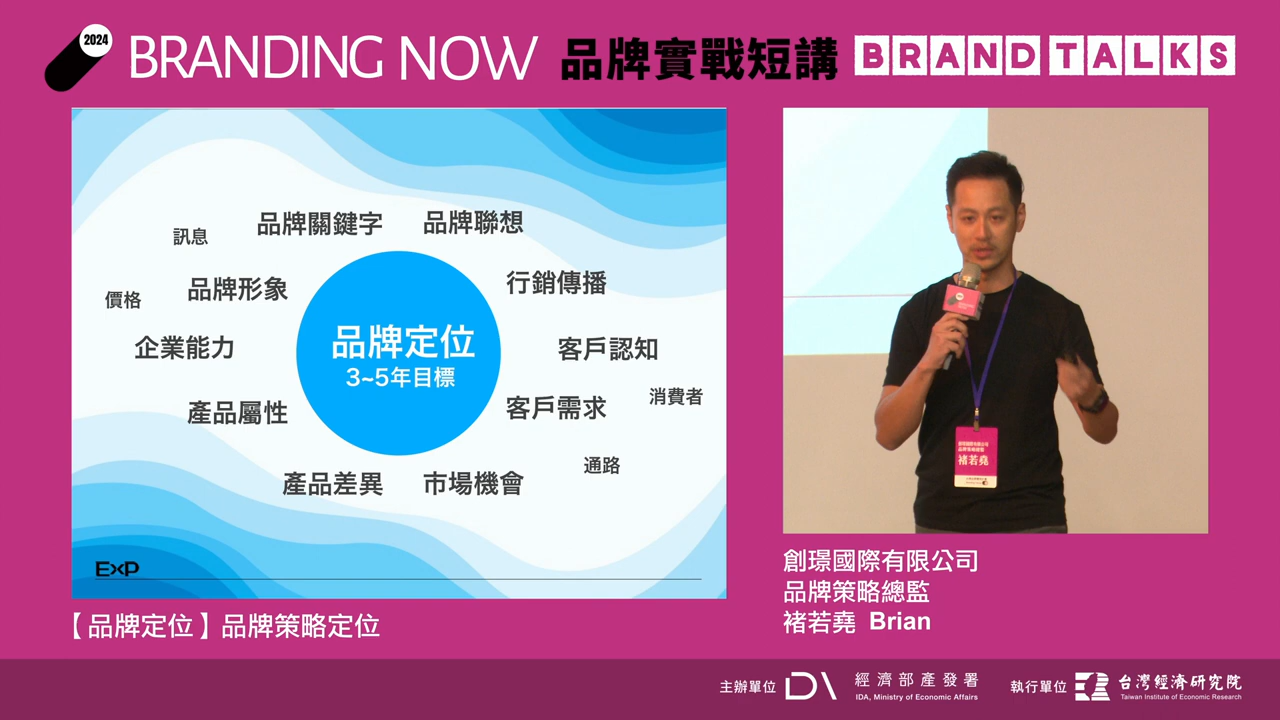 2024
BRANDING NOW 品牌實戰短講 BRAND TALKS
品牌關鍵字
品牌聯想
訊息
品牌形象
行銷傳播
價格
企業能力
品牌定位
3~5年目標
客戶認知
產品屬性
客戶需求
消費者
通路
產品差異
市場機會
EXP
【品牌定位】品牌策略定位
褚若堯
創璟國際有限公司
品牌策略總監
褚若堯 Brian
主辦單位
經濟部產發署
IDA, Ministry of Economic Affairs
執行單位
台灣經濟研究院
Taiwan Institute of Economic Research